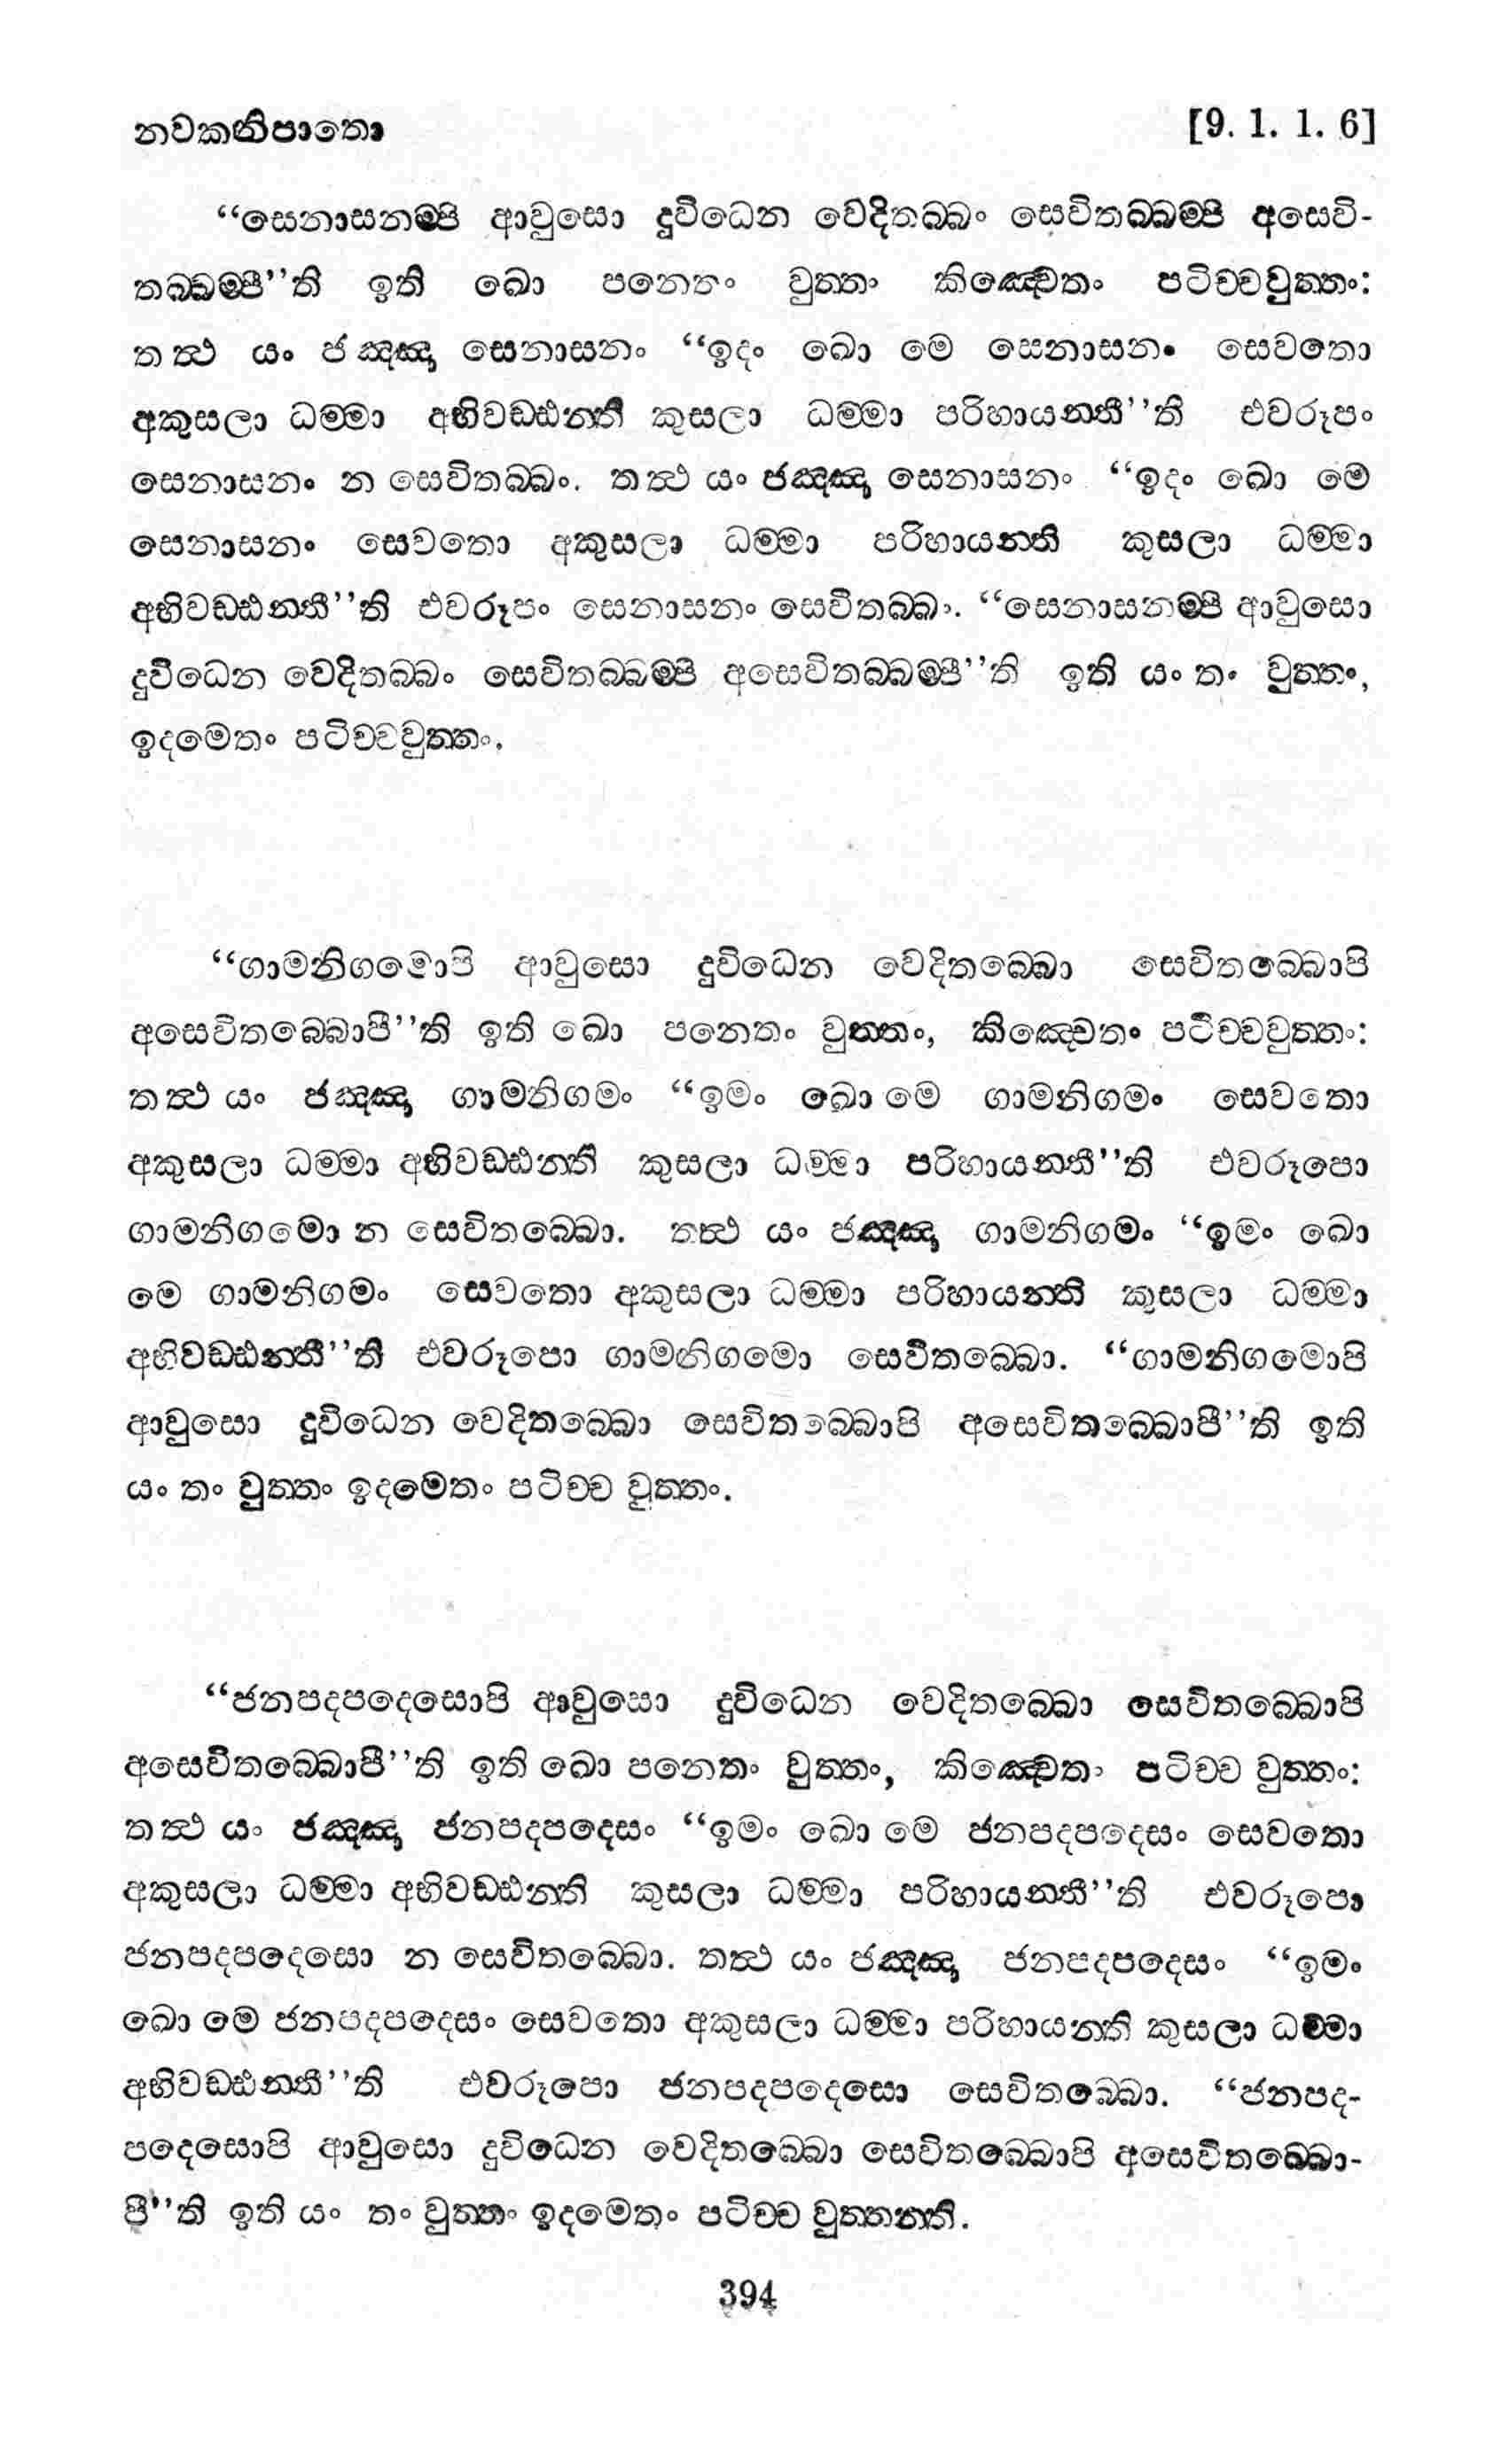 නවකනිපාතො [9. 1. 1. 6]
“සෙනාසනම්පි ආවුසො දුවිධෙන වෙදිතබ්බං සෙවිතබ්බම්පි අසෙවි-
තබ්බම්පී’’ති ඉති ඛො පනෙතං වුත්තං කිඤ්චෙතං පටිච්චවුත්තං:
තත්ථ යං ජඤ්ඤා සෙනාසනං “ඉදං ඛො මෙ සෙනාසනං සෙවතො
අකුසලා ධම්මා අභිවඩ්ඪන්ති කුසලා ධම්මා පරිහායන්තී’’ති එවරූපං
සෙනාසනං න සෙවිතබ්බං. තත්ථ යං ජඤ්ඤා සෙනාසනං “ඉදං ඛො මෙ
සෙනාසනං සෙවතො අකුසලා ධම්මා පරිහායන්ති කුසලා ධම්මා
අභිවඩ්ඪන්තී’’ති එවරූපං සෙනාසනං සෙවිතබ්බං. “සෙනාසනම්පි ආවුසො
දුවිධෙන වෙදිතබ්බං සෙවිතබ්බම්පි අසෙවිතබ්බම්පී’’ති ඉති යං තං වුත්තං,
ඉදමෙතං පටිච්චවුත්තං.
“ගාමනිගමොපි ආවුසො දුවිධෙන වෙදිතබ්බො සෙවිතබ්බොපි
අසෙවිතබ්බොපී’’ති ඉති ඛො පනෙතං වුත්තං, කිඤ්චෙතං පටිච්චවුත්තං:
තත්ථ යං ජඤ්ඤා ගාමනිගමං “ඉමං ඛො මෙ ගාමනිගමං සෙවතො
අකුසලා ධම්මා අභිවඩ්ඪන්ති කුසලා ධම්මා පරිහායන්තී’’ති එවරූපො
ගාමනිගමො න සෙවිතබ්බො. තත්ථ යං ජඤ්ඤා ගාමනිගමං “ඉමං ඛො
මෙ ගාමනිගමං සෙවතො අකුසලා ධම්මා පරිහායන්ති කුසලා ධම්මා
අභිවඩ්ඪන්තී’’ති එවරූපො ගාමනිගමො සෙවිතබ්බො. “ගාමනිගමොපි
ආවුසො දුවිධෙන වෙදිතබ්බො සෙවිතබ්බොපි අසෙවිතබ්බොපී’’ති ඉති
යං තං වුත්තං ඉදමෙතං පටිච්ච වුත්තං.
“ජනපදපදෙසොපි ආවුසො දුවිධෙන වෙදිතබ්බො සෙවිතබ්බොපි
අසෙවිතබ්බොපී’’ති ඉති ඛො පනෙතං වුත්තං, කිඤ්චෙතං පටිච්ච වුත්තං:
තත්ථ යං ජඤ්ඤා ජනපදපදෙසං “ඉමං ඛො මෙ ජනපදපදෙසං සෙවතො
අකුසලා ධම්මා අභිවඩ්ඪන්ති කුසලා ධම්මා පරිහායන්තී’’ති එවරූපො
ජනපදපදෙසො න සෙවිතබ්බො. තත්ථ යං ජඤ්ඤා ජනපදපදෙසං “ඉමං
ඛො මෙ ජනපදපදෙසං සෙවතො අකුසලා ධම්මා පරිහායන්ති කුසලා ධම්මා
අභිවඩ්ඪන්තී’’ති එවරූපො ජනපදපදෙසො සෙවිතබ්බො. “ජනපද-
පදෙසොපි ආවුසො දුවිධෙන වෙදිතබ්බො සෙවිතබ්බොපි අසෙවිතබ්බො-
පී’’ති ඉති යං තං වුත්තං ඉදමෙතං පටිච්ච වුත්තන්ති.
394